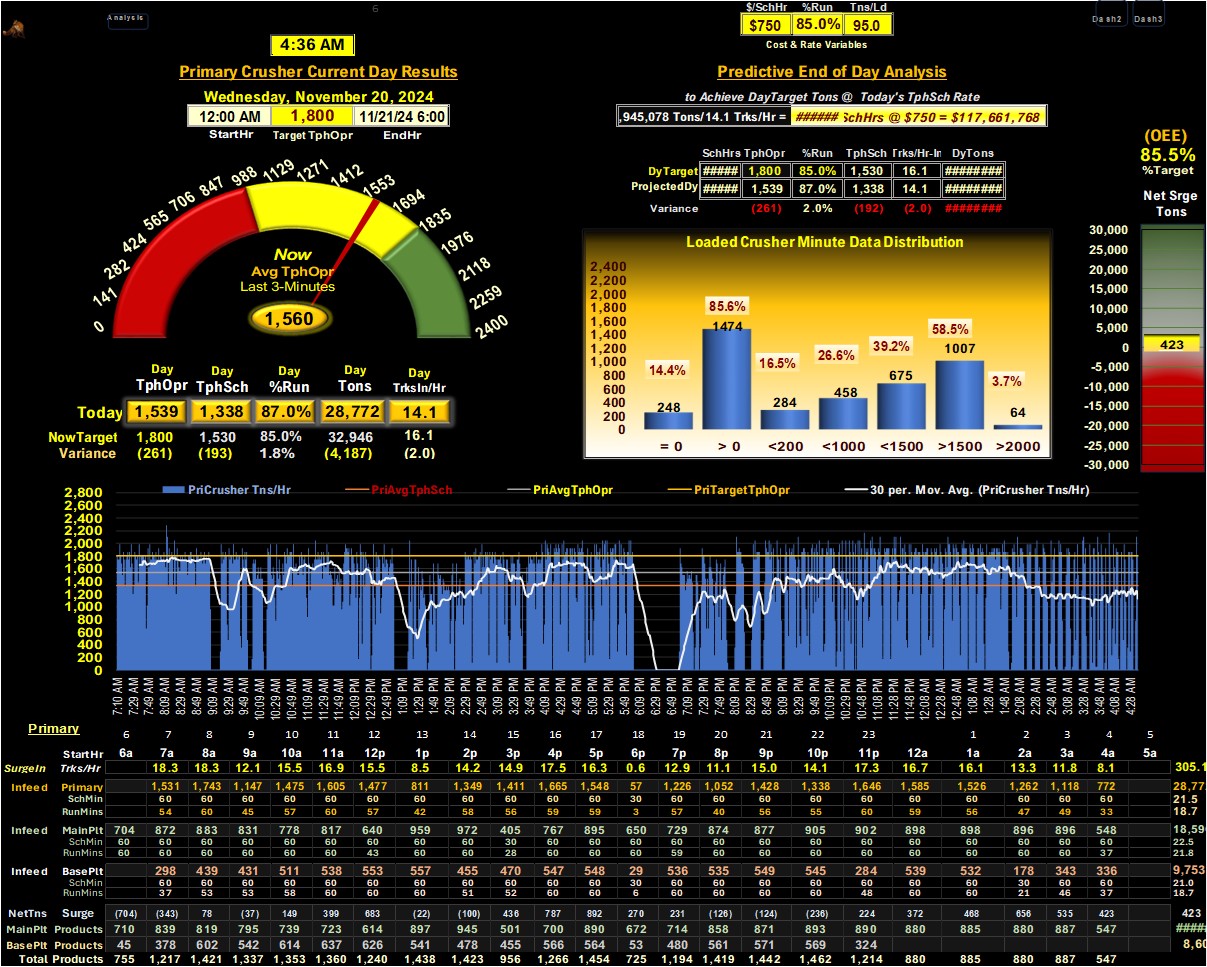 6
Analysis
4:36 AM
Primary Crusher Current Day Results
Wednesday, November 20, 2024
12:00 AM 1,800 11/21/24 6:00
StartHr Target TphOpr EndHr
$/SchHr %Run Tns/Ld
$750 85.0% 95.0
Cost & Rate Variables
Dash2 Dash3
Predictive End of Day Analysis
to Achieve DayTarget Tons @ Today's TphSch Rate
,945,078 Tons/14.1 Trks/Hr = ###### SchHrs @ $750 = $117,661,768
SchHrs TphOpr %Run TphSch Trks/Hr-In DyTons
DyTarget ##### 1,800 85.0% 1,530 16.1 ########
ProjectedDy ##### 1,539 87.0% 1,338 14.1 ########
Variance (261) 2.0% (192) (2.0) ########
(OEE)
85.5%
%Target
Net Srge
Tons
30,000
25,000
20,000
15,000
10,000
5,000
0
-5,000
-10,000
-15,000
-20,000
-25,000
-30,000
423
0 141 282 424 565 706 847 988 1129 1271 1412 1553 1694 1835 1976 2118 2259 2400
Now
Avg TphOpr
Last 3-Minutes
1,560
Day Day Day Day Day
TphOpr TphSch %Run Tons TrksIn/Hr
Today 1,539 1,338 87.0% 28,772 14.1
NowTarget 1,800 1,530 85.0% 32,946 16.1
Variance (261) (193) 1.8% (4,187) (2.0)
Loaded Crusher Minute Data Distribution
2,400
2,200
2,000
1,800
1,600
1,400
1,200
1,000
800
600
400
200
0
14.4% 85.6% 16.5% 26.6% 39.2% 58.5% 3.7%
248 1474 284 458 675 1007 64
= 0 > 0 <200 <1000 <1500 >1500 >2000
PriCrusher Tns/Hr PriAvgTphSch PriAvgTphOpr PriTargetTphOpr 30 per. Mov. Avg. (PriCrusher Tns/Hr)
2,800
2,600
2,400
2,200
2,000
1,800
1,600
1,400
1,200
1,000
800
600
400
200
0
7:10 AM 7:29 AM 7:49 AM 8:09 AM 8:29 AM 8:49 AM 9:09 AM 9:29 AM 9:49 AM 10:09 AM 10:29 AM 10:49 AM 11:09 AM 11:29 AM 11:49 AM 12:09 PM 12:29 PM 12:49 PM 1:09 PM 1:29 PM 1:49 PM 2:09 PM 2:29 PM 2:49 PM 3:09 PM 3:29 PM 3:49 PM 4:09 PM 4:29 PM 4:49 PM 5:09 PM 5:29 PM 5:49 PM 6:09 PM 6:29 PM 6:49 PM 7:09 PM 7:29 PM 7:49 PM 8:09 PM 8:29 PM 8:49 PM 9:09 PM 9:29 PM 9:49 PM 10:08 PM 10:28 PM 10:48 PM 11:08 PM 11:28 PM 11:48 PM 12:08 AM 12:28 AM 12:48 AM 1:08 AM 1:28 AM 1:48 AM 2:08 AM 2:28 AM 2:48 AM 3:08 AM 3:28 AM 3:48 AM 4:08 AM 4:28 AM
Primary
6 7 8 9 10 11 12 13 14 15 16 17 18 19 20 21 22 23 1 2 3 4 5
StartHr 6a 7a 8a 9a 10a 11a 12p 1p 2p 3p 4p 5p 6p 7p 8p 9p 10p 11p 12a 1a 2a 3a 4a 5a
SurgeIn Trks/Hr 18.3 18.3 12.1 15.5 16.9 15.5 8.5 14.2 14.9 17.5 16.3 0.6 12.9 11.1 15.0 14.1 17.3 16.7 16.1 13.3 11.8 8.1 305.1
Infeed Primary 1,531 1,743 1,147 1,475 1,605 1,477 811 1,349 1,411 1,665 1,548 57 1,226 1,052 1,428 1,338 1,646 1,585 1,526 1,262 1,118 772 28,77
SchMin 60 60 60 60 60 60 60 60 60 60 60 30 60 60 60 60 60 60 60 60 60 60 21.5
RunMins 54 60 45 57 60 57 42 58 56 59 59 3 57 40 56 55 60 59 56 47 49 33 18.7
Infeed MainPlt 704 872 883 831 778 817 640 959 972 405 767 895 650 729 874 877 905 902 898 898 896 896 548 18,59
SchMin 60 60 60 60 60 60 60 60 60 30 60 60 60 60 60 60 60 60 60 60 60 60 60 22.5
RunMins 60 60 60 60 60 60 43 60 60 28 60 60 60 59 60 60 60 60 60 60 60 60 37 21.8
Infeed BasePlt 298 439 431 511 538 553 557 455 470 547 548 29 536 535 549 545 284 539 532 178 343 336 9,753
SchMin 60 60 60 60 60 60 60 60 60 60 60 30 60 60 60 60 60 60 60 30 60 60 21.0
RunMins 37 53 53 58 60 60 60 51 52 60 60 6 60 60 60 60 48 60 60 21 46 37 18.7
NetTns Surge (704) (343) 78 (37) 149 399 683 (22) (100) 436 787 892 270 231 (126) (124) (236) 224 372 468 656 535 423 423
MainPlt Products 710 839 819 795 739 723 614 897 945 501 700 890 672 714 858 871 893 890 880 885 880 887 547 #####
BasePlt Products 45 378 602 542 614 637 626 541 478 455 566 564 53 480 561 571 569 324 8,60
Total Products 755 1,217 1,421 1,337 1,353 1,360 1,240 1,438 1,423 956 1,266 1,454 725 1,194 1,419 1,442 1,462 1,214 880 885 880 887 547